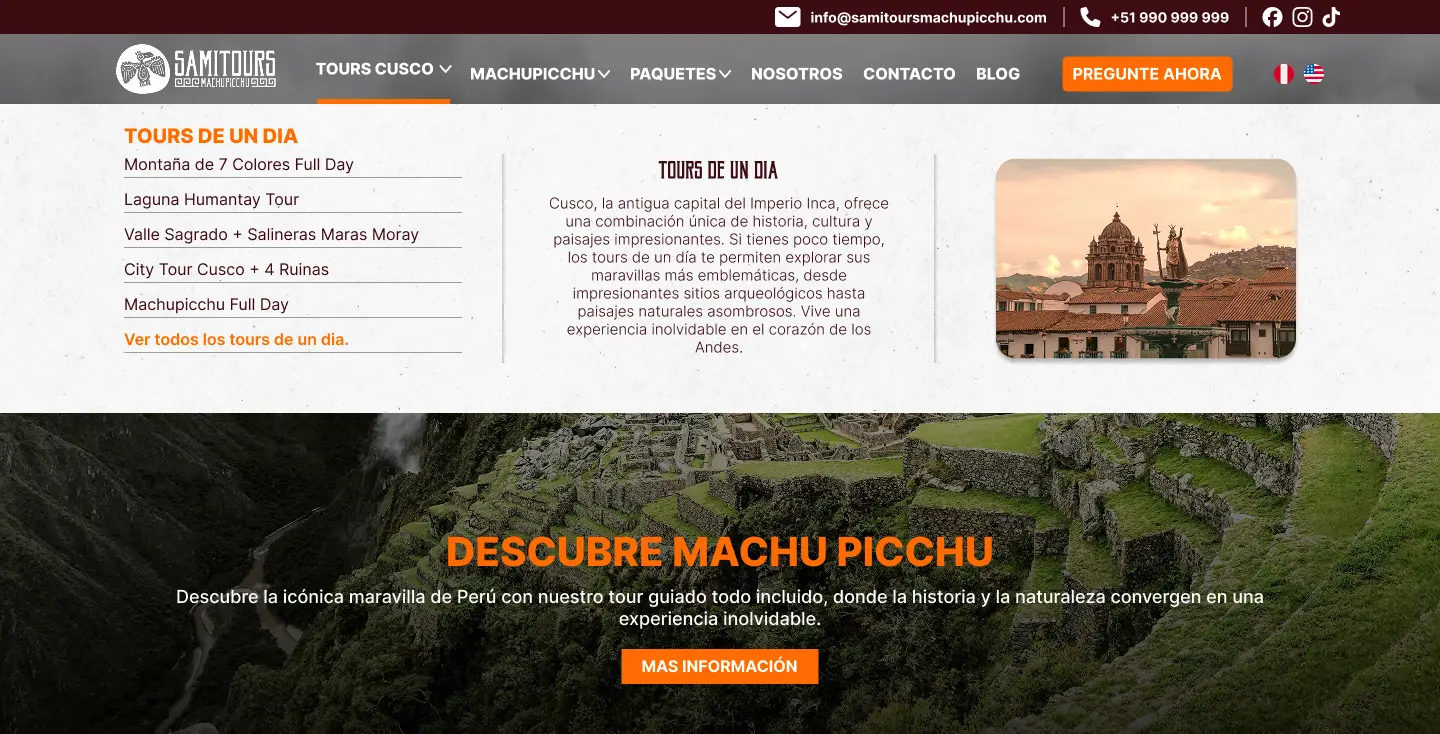 info@samitoursmachupicchu.com
+51 990 999 999
SAMITOURS
MACHUPICCHU
TOURS CUSCO
MACHUPICCHU
PAQUETES
NOSOTROS
CONTACTO
BLOG
PREGUNTE AHORA
TOURS DE UN DIA
Montaña de 7 Colores Full Day
Laguna Humantay Tour
Valle Sagrado + Salineras Maras Moray
City Tour Cusco + 4 Ruinas
Machupicchu Full Day
Ver todos los tours de un dia.
TOURS DE UN DIA
Cusco, la antigua capital del Imperio Inca, ofrece
una combinación única de historia, cultura y
paisajes impresionantes. Si tienes poco tiempo,
los tours de un día te permiten explorar sus
maravillas más emblemáticas, desde
impresionantes sitios arqueológicos hasta
paisajes naturales asombrosos. Vive una
experiencia inolvidable en el corazón de los
Andes.
DESCUBRE MACHU PICCHU
Descubre la icónica maravilla de Perú con nuestro tour guiado todo incluido, donde la historia y la naturaleza convergen en una
experiencia inolvidable.
MAS INFORMACIÓN